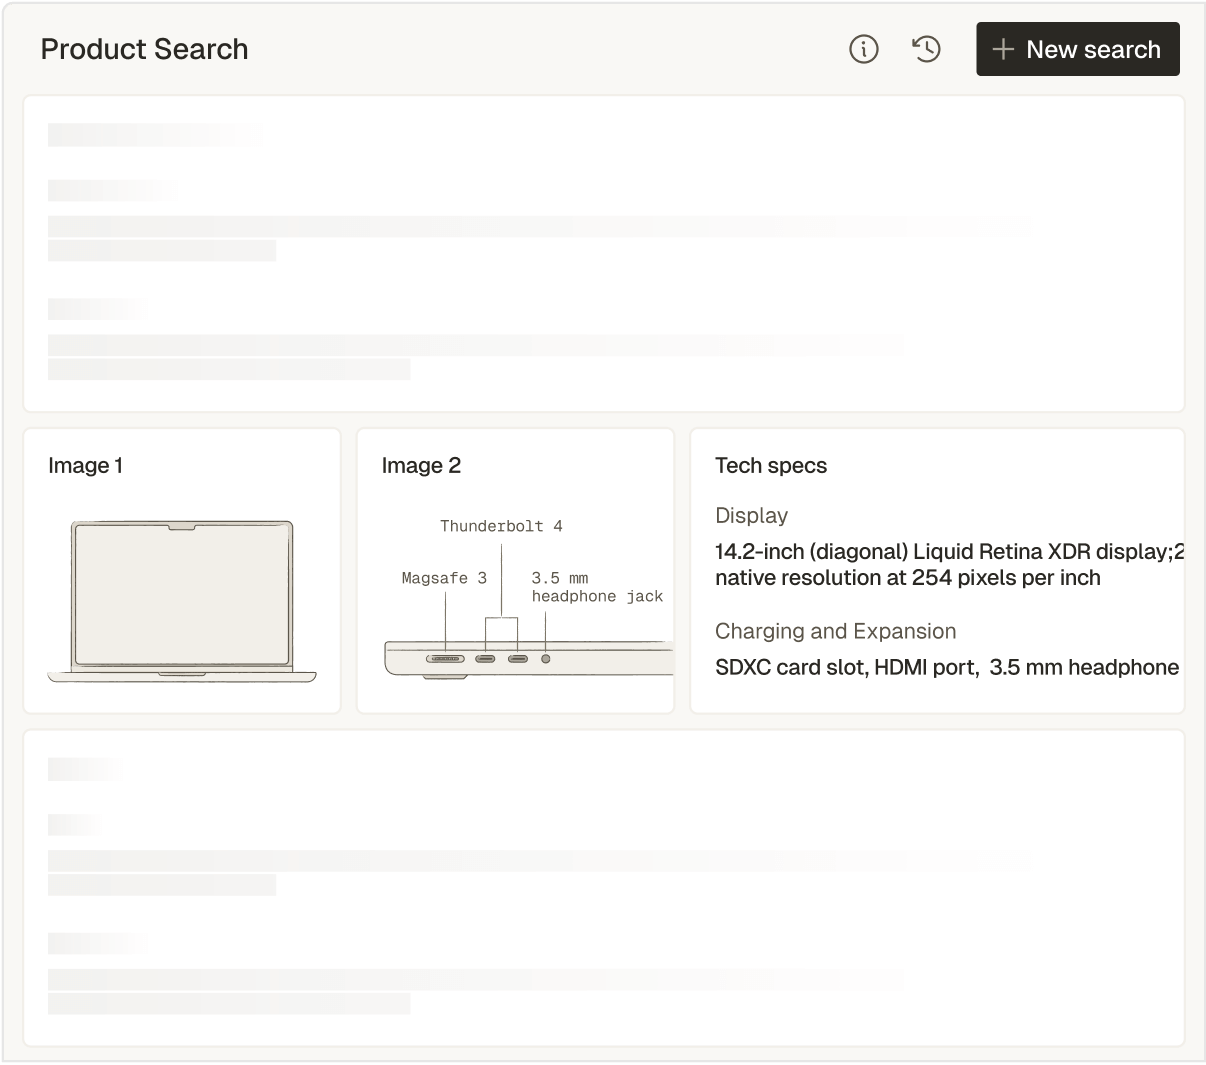 Product Search
New search
Image 1
Image 2
Thunderbolt 4
Magsafe 3
3.5 mm
headphone jack
Tech specs
Display
14.2-inch (diagonal) Liquid Retina XDR display;2
native resolution at 254 pixels per inch
Charging and Expansion
SDXC card slot, HDMI port, 3.5 mm headphone